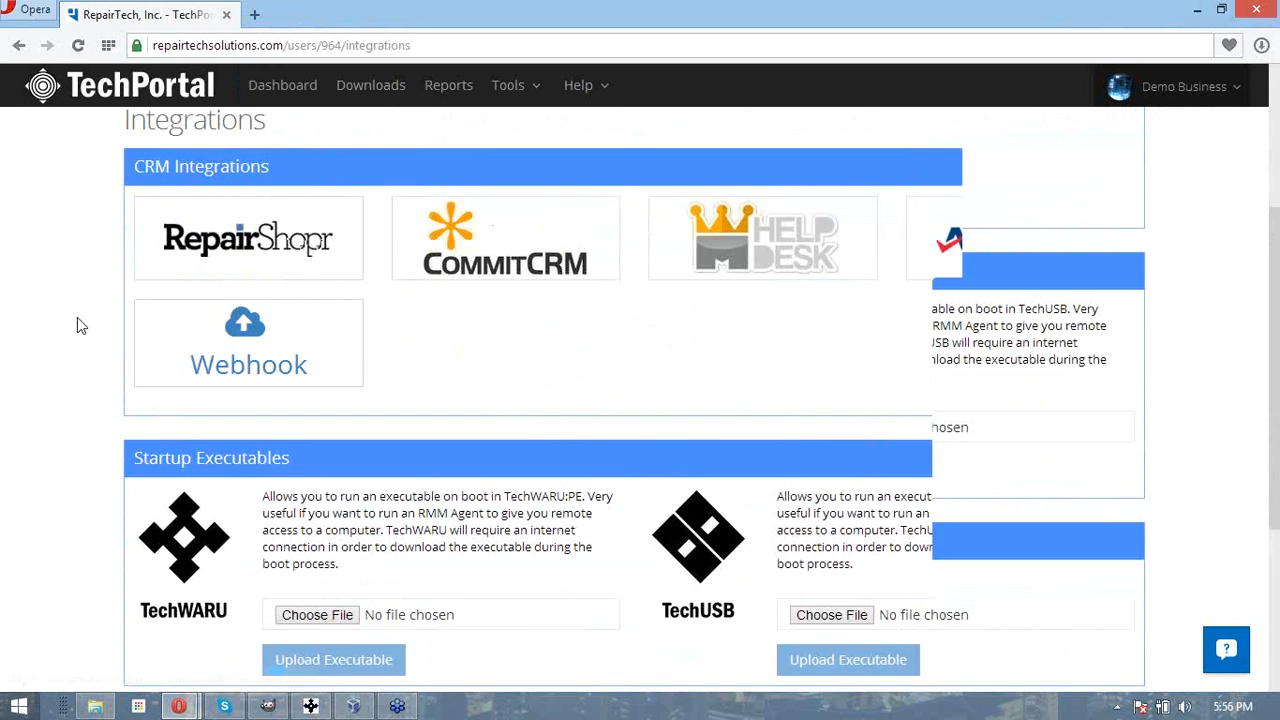 Opera
RepairTech, Inc. - TechPo
repairtechsolutions.com/users/964/integrations
TechPortal
Dashboard
Downloads
Reports
Tools
Help
Demo Business
Integrations
CRM Integrations
RepairShopr
COMMITCRM
HELP
DESK
Webhook
able on boot in TechUSB. Very
RMM Agent to give you remote
USB will require an internet
nload the executable during the
hosen
Startup Executables
TechWARU
Allows you to run an executable on boot in TechWARU:PE. Very
useful if you want to run an RMM Agent to give you remote
access to a computer. TechWARU will require an internet
connection in order to download the executable during the
boot process.
Choose File No file chosen
Upload Executable
TechUSB
Allows you to run an execut
useful if you want to run an
access to a computer. TechU
connection in order to down
boot process.
Choose File No file chosen
Upload Executable
5:56 PM